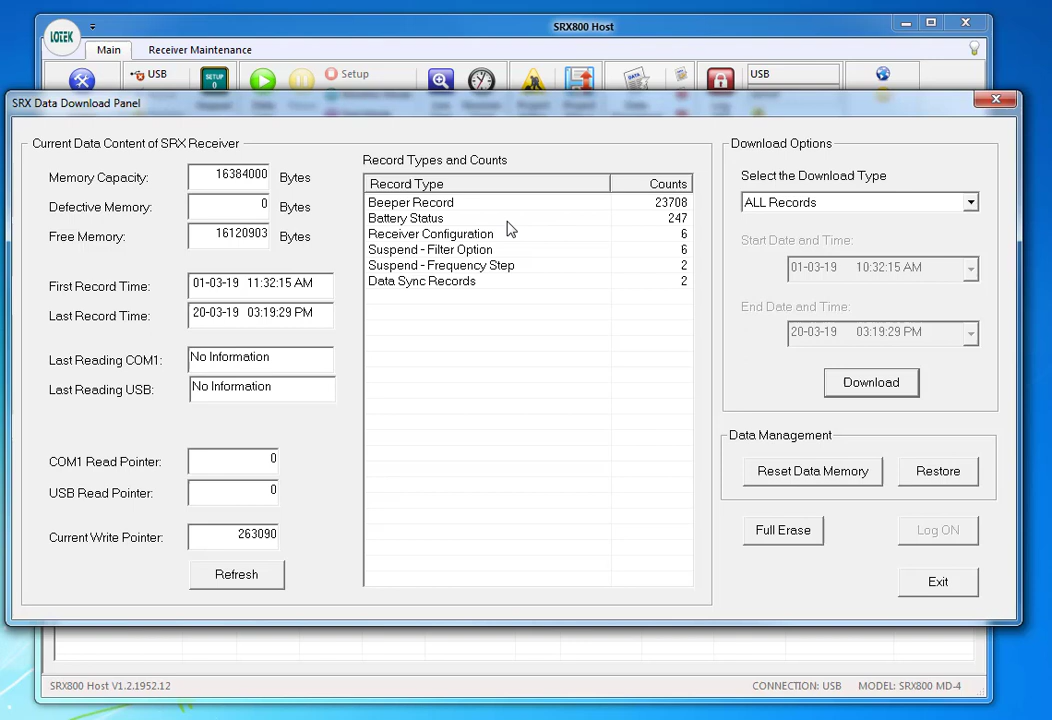 LOTEK
SRX800 Host
Main
Receiver Maintenance
USB
SETUP
0
Setup
USB
SRX Data Download Panel
Current Data Content of SRX Receiver
Memory Capacity: 16384000 Bytes
Defective Memory: 0 Bytes
Free Memory: 16120903 Bytes
First Record Time: 01-03-19 11:32:15 AM
Last Record Time: 20-03-19 03:19:29 PM
Last Reading COM1: No Information
Last Reading USB: No Information
COM1 Read Pointer: 0
USB Read Pointer: 0
Current Write Pointer: 263090
Refresh
Record Types and Counts
Record Type Counts
Beeper Record 23708
Battery Status 247
Receiver Configuration 6
Suspend - Filter Option 6
Suspend - Frequency Step 2
Data Sync Records 2
Download Options
Select the Download Type
ALL Records
Start Date and Time:
01-03-19 10:32:15 AM
End Date and Time:
20-03-19 03:19:29 PM
Download
Data Management
Reset Data Memory
Restore
Full Erase
Log ON
Exit
SRX800 Host V1.2.1952.12
CONNECTION: USB
MODEL: SRX800 MD-4